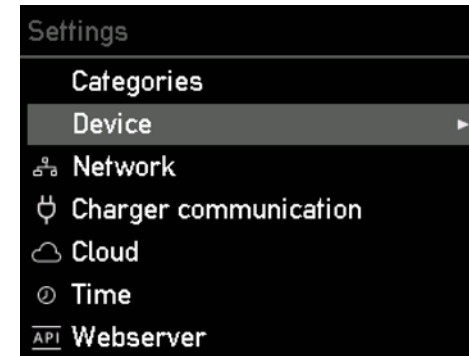 Settings
Categories
Device
Network
Charger communication
Cloud
Time
API Webserver